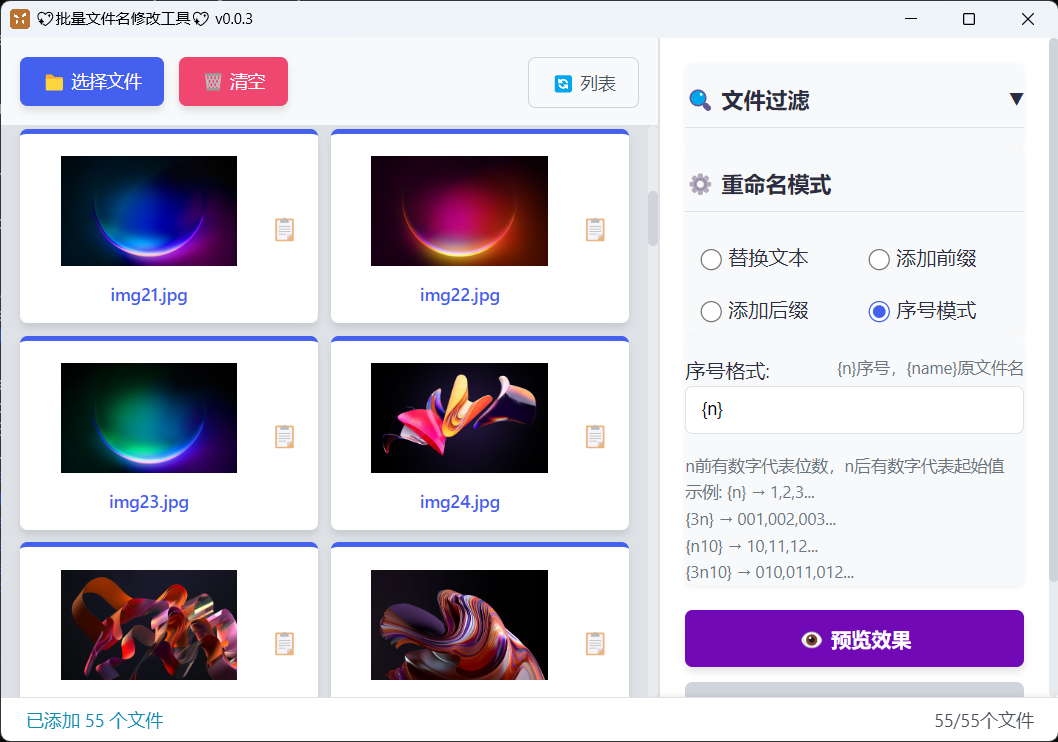 💖批量文件名修改工具💖 v0.0.3
选择文件
清空
列表
img21.jpg
img22.jpg
img23.jpg
img24.jpg
文件过滤 ▼
重命名模式
替换文本
添加前缀
添加后缀
序号模式
序号格式: {n}序号，{name}原文件名
{n}
n前有数字代表位数，n后有数字代表起始值
示例: {n} → 1,2,3...
{3n} → 001,002,003...
{n10} → 10,11,12...
{3n10} → 010,011,012...
预览效果
已添加 55 个文件
55/55个文件